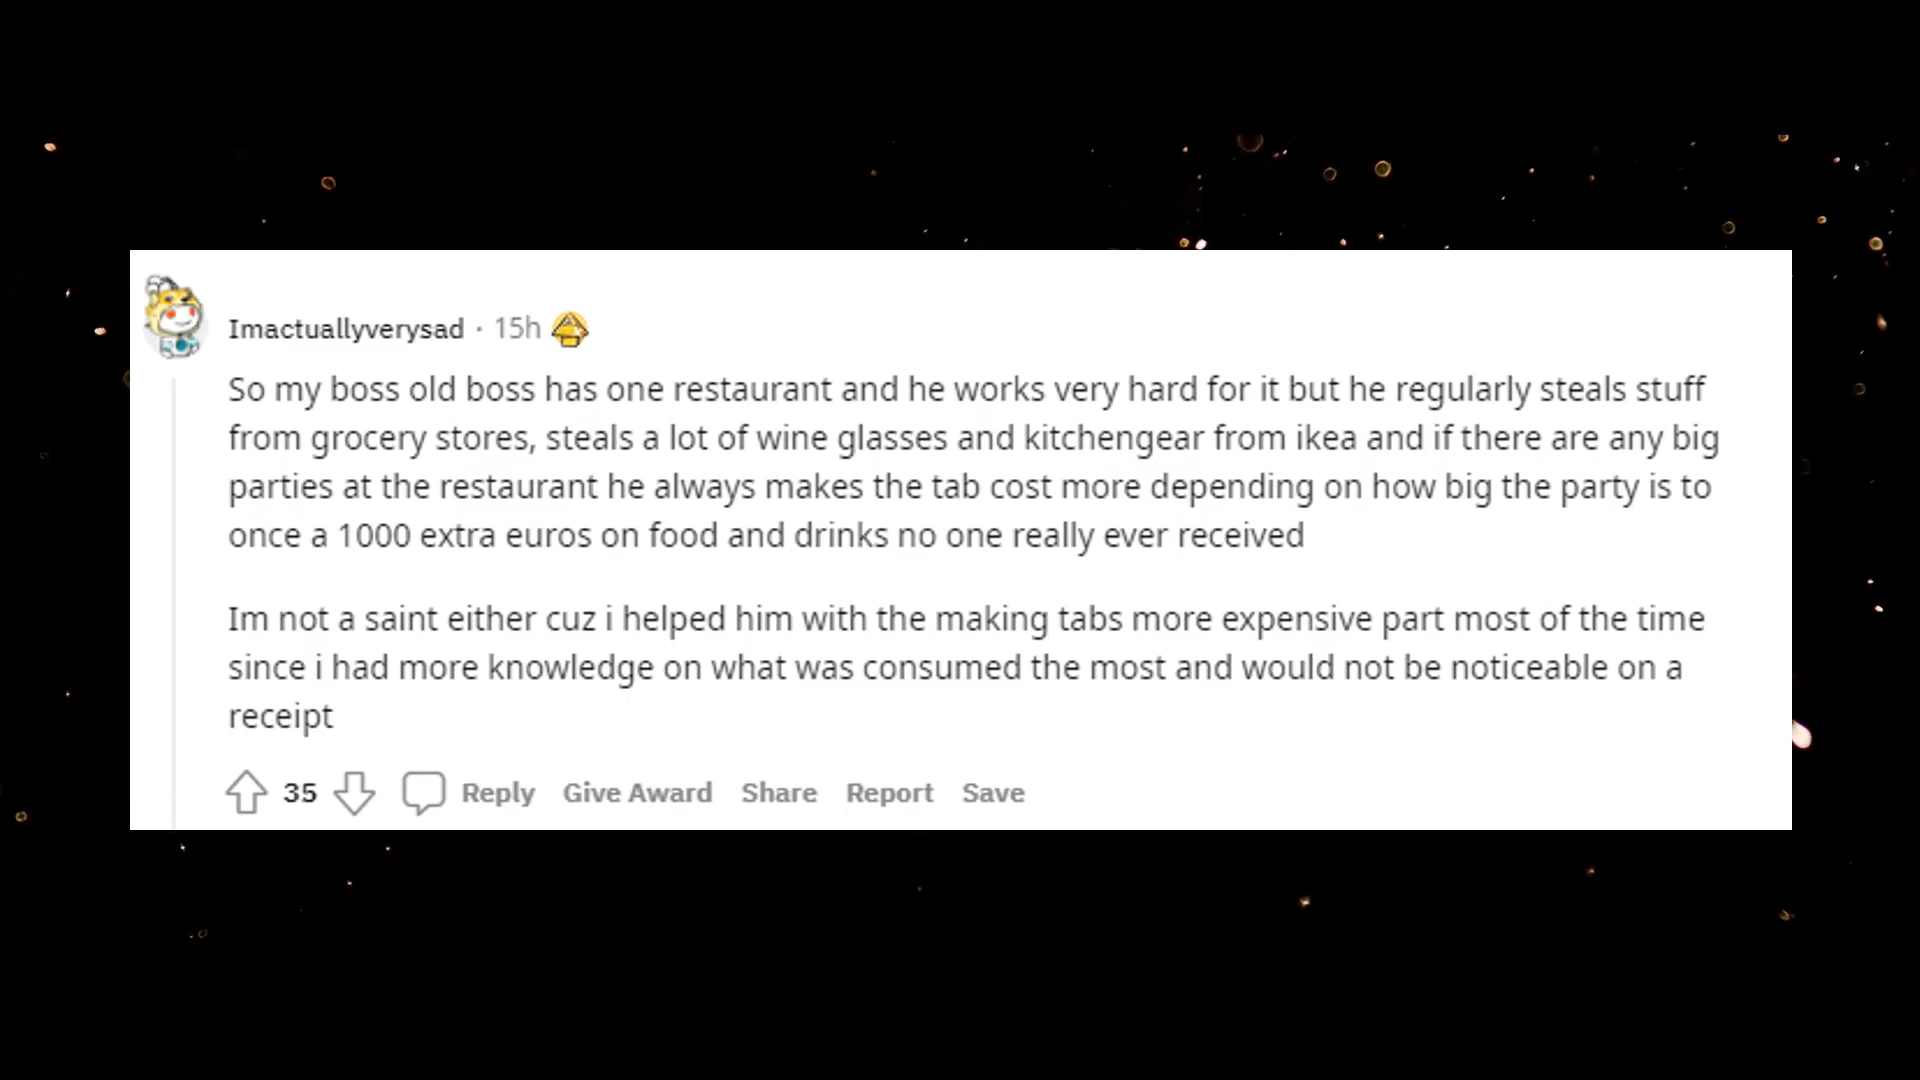 Imactuallyverysad · 15h
So my boss old boss has one restaurant and he works very hard for it but he regularly steals stuff
from grocery stores, steals a lot of wine glasses and kitchengear from ikea and if there are any big
parties at the restaurant he always makes the tab cost more depending on how big the party is to
once a 1000 extra euros on food and drinks no one really ever received
Im not a saint either cuz i helped him with the making tabs more expensive part most of the time
since i had more knowledge on what was consumed the most and would not be noticeable on a
receipt
35 Reply Give Award Share Report Save